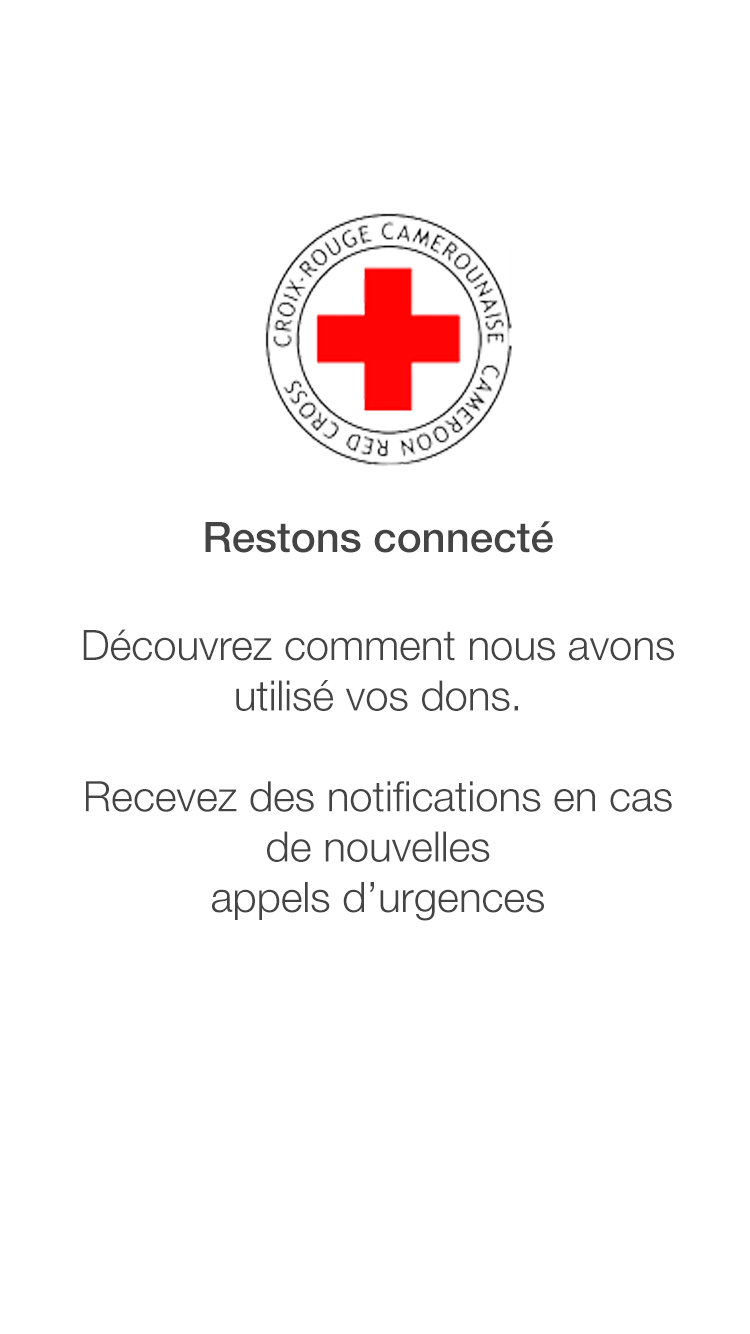 CROIX-ROUGE CAMEROUNAISE
CAMEROON RED CROSS
Restons connecté
Découvrez comment nous avons
utilisé vos dons.
Recevez des notifications en cas
de nouvelles
appels d’urgences